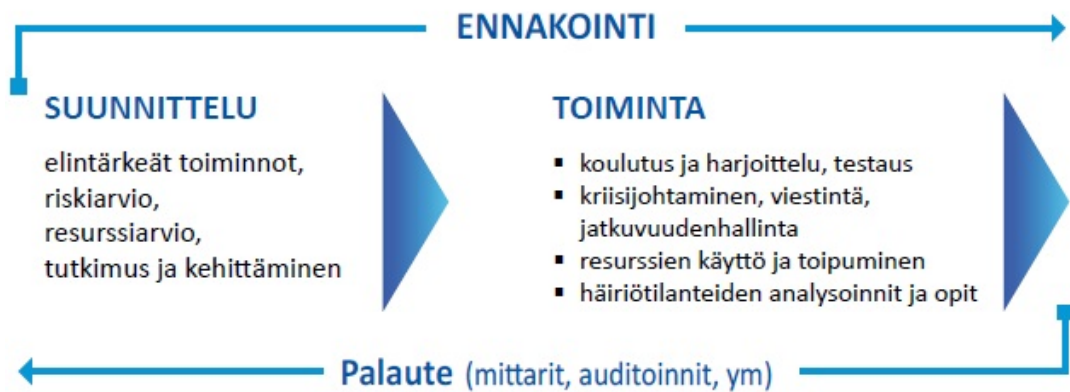 ENNAKOINTI
SUUNNITTELU
elintärkeät toiminnot,
riskiarvio,
resurssiarvio,
tutkimus ja kehittäminen
TOIMINTA
▪ koulutus ja harjoittelu, testaus
▪ kriisijohtaminen, viestintä,
jatkuvuudenhallinta
▪ resurssien käyttö ja toipuminen
▪ häiriötilanteiden analysoinnit ja opit
Palaute (mittarit, auditoinnit, ym)